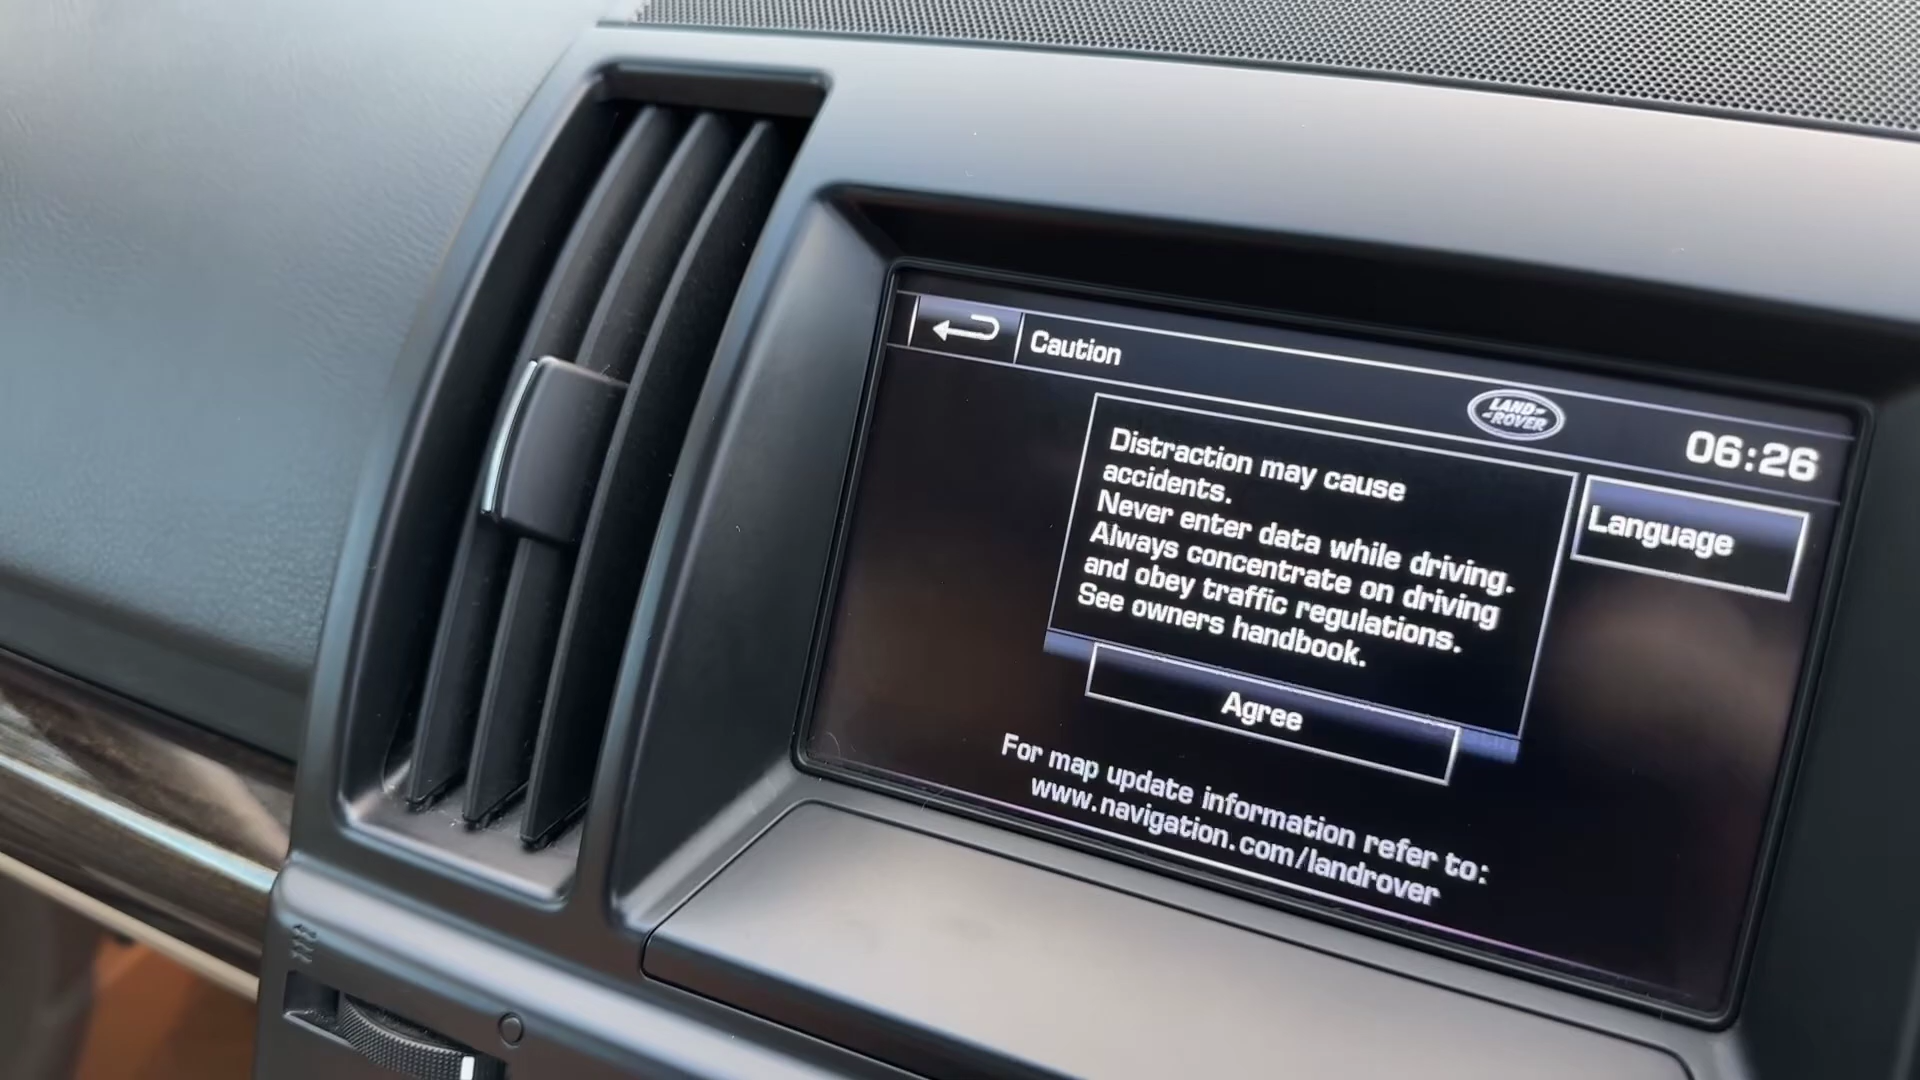 Caution
LAND
ROVER
06:26
Distraction may cause
accidents.
Never enter data while driving.
Always concentrate on driving
and obey traffic regulations.
See owners handbook.
Language
Agree
For map update information refer to:
www.navigation.com/landrover